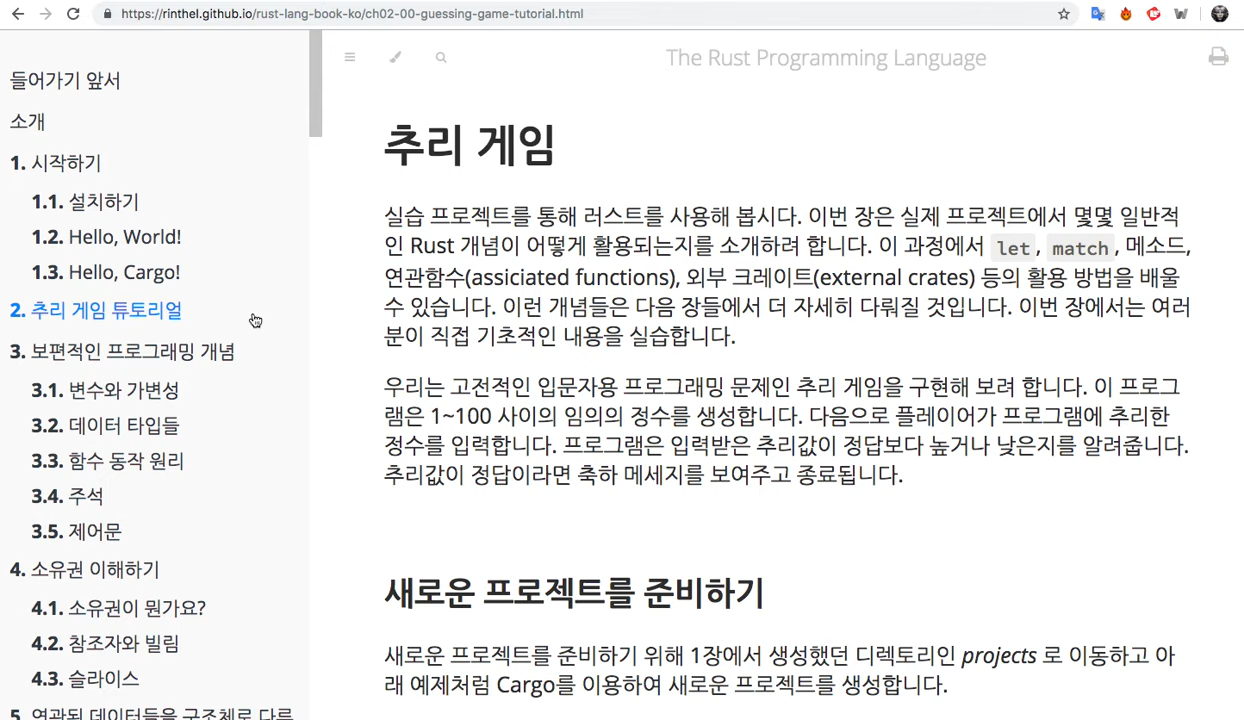 https://rinthel.github.io/rust-lang-book-ko/ch02-00-guessing-game-tutorial.html
The Rust Programming Language
들어가기 앞서
소개
1. 시작하기
1.1. 설치하기
1.2. Hello, World!
1.3. Hello, Cargo!
2. 추리 게임 튜토리얼
3. 보편적인 프로그래밍 개념
3.1. 변수와 가변성
3.2. 데이터 타입들
3.3. 함수 동작 원리
3.4. 주석
3.5. 제어문
4. 소유권 이해하기
4.1. 소유권이 뭔가요?
4.2. 참조자와 빌림
4.3. 슬라이스
5. 연관된 데이터들을 구조체로 다른
추리 게임
실습 프로젝트를 통해 러스트를 사용해 봅시다. 이번 장은 실제 프로젝트에서 몇몇 일반적
인 Rust 개념이 어떻게 활용되는지를 소개하려 합니다. 이 과정에서 let, match, 메소드,
연관함수(assiciated functions), 외부 크레이트(external crates) 등의 활용 방법을 배울
수 있습니다. 이런 개념들은 다음 장들에서 더 자세히 다뤄질 것입니다. 이번 장에서는 여러
분이 직접 기초적인 내용을 실습합니다.
우리는 고전적인 입문자용 프로그래밍 문제인 추리 게임을 구현해 보려 합니다. 이 프로그
램은 1~100 사이의 임의의 정수를 생성합니다. 다음으로 플레이어가 프로그램에 추리한
정수를 입력합니다. 프로그램은 입력받은 추리값이 정답보다 높거나 낮은지를 알려줍니다.
추리값이 정답이라면 축하 메세지를 보여주고 종료됩니다.
새로운 프로젝트를 준비하기
새로운 프로젝트를 준비하기 위해 1장에서 생성했던 디렉토리인 projects 로 이동하고 아
래 예제처럼 Cargo를 이용하여 새로운 프로젝트를 생성합니다.